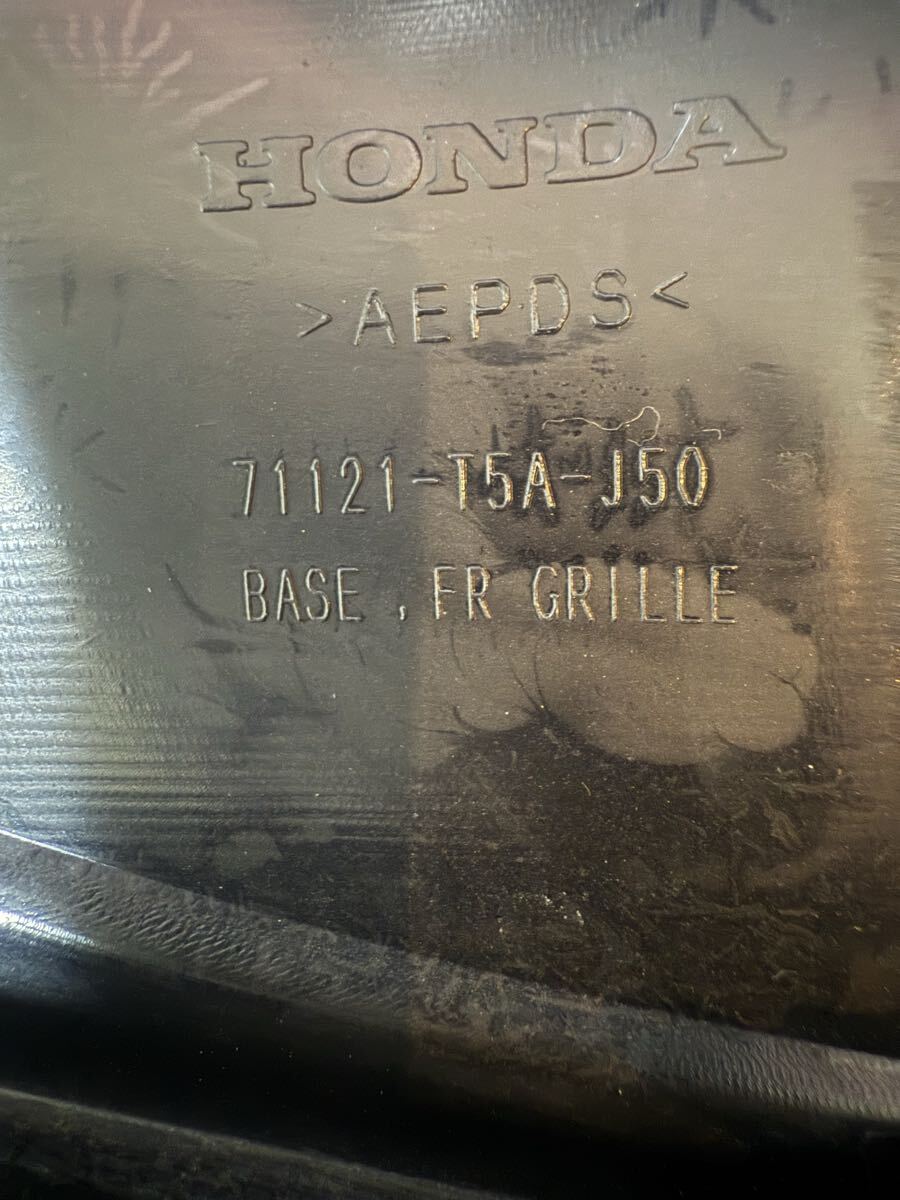 HONDA
>AEPDS<
71121-T5A-J50
BASE , FR GRILLE